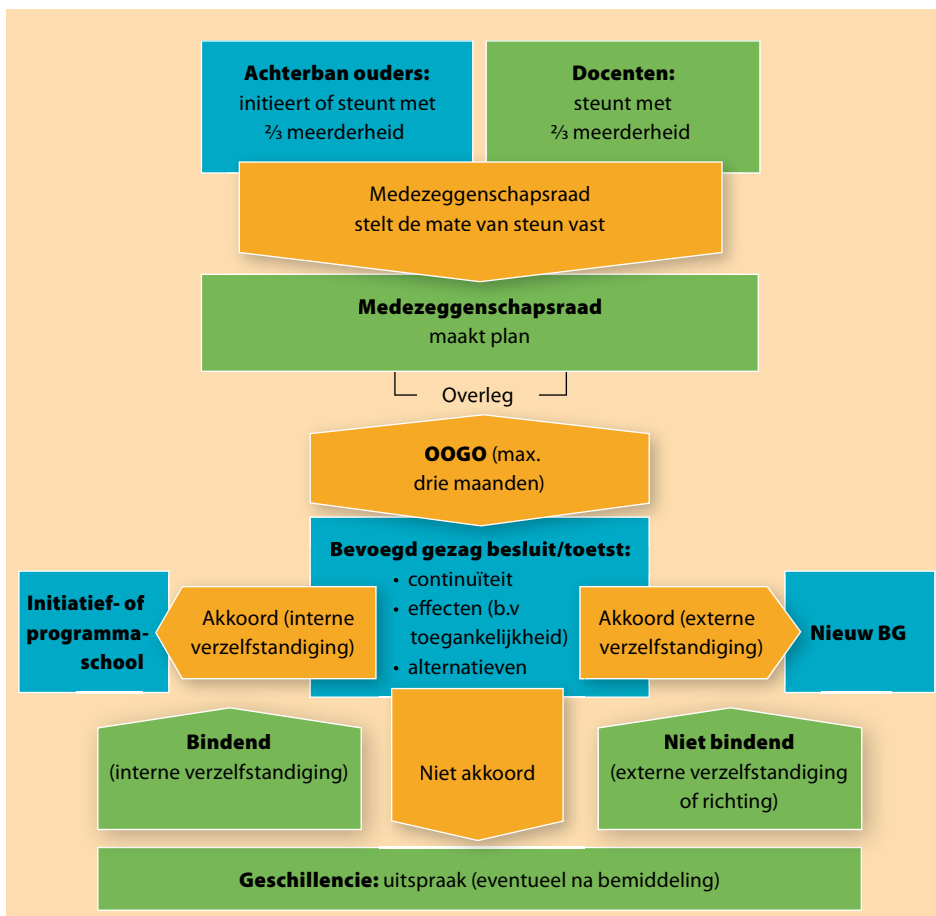 Achterban ouders:
initieert of steunt met
⅔ meerderheid
Docenten:
steunt met
⅔ meerderheid
Medezeggenschapsraad
stelt de mate van steun vast
Medezeggenschapsraad
maakt plan
Overleg
OOGO (max.
drie maanden)
Bevoegd gezag besluit/toetst:
• continuïteit
• effecten (b.v
toegankelijkheid)
• alternatieven
Initiatief- of
programma-
school
Akkoord (interne
verzelfstandiging)
Akkoord (externe
verzelfstandiging)
Nieuw BG
Bindend
(interne verzelfstandiging)
Niet akkoord
Niet bindend
(externe verzelfstandiging
of richting)
Geschillencie: uitspraak (eventueel na bemiddeling)